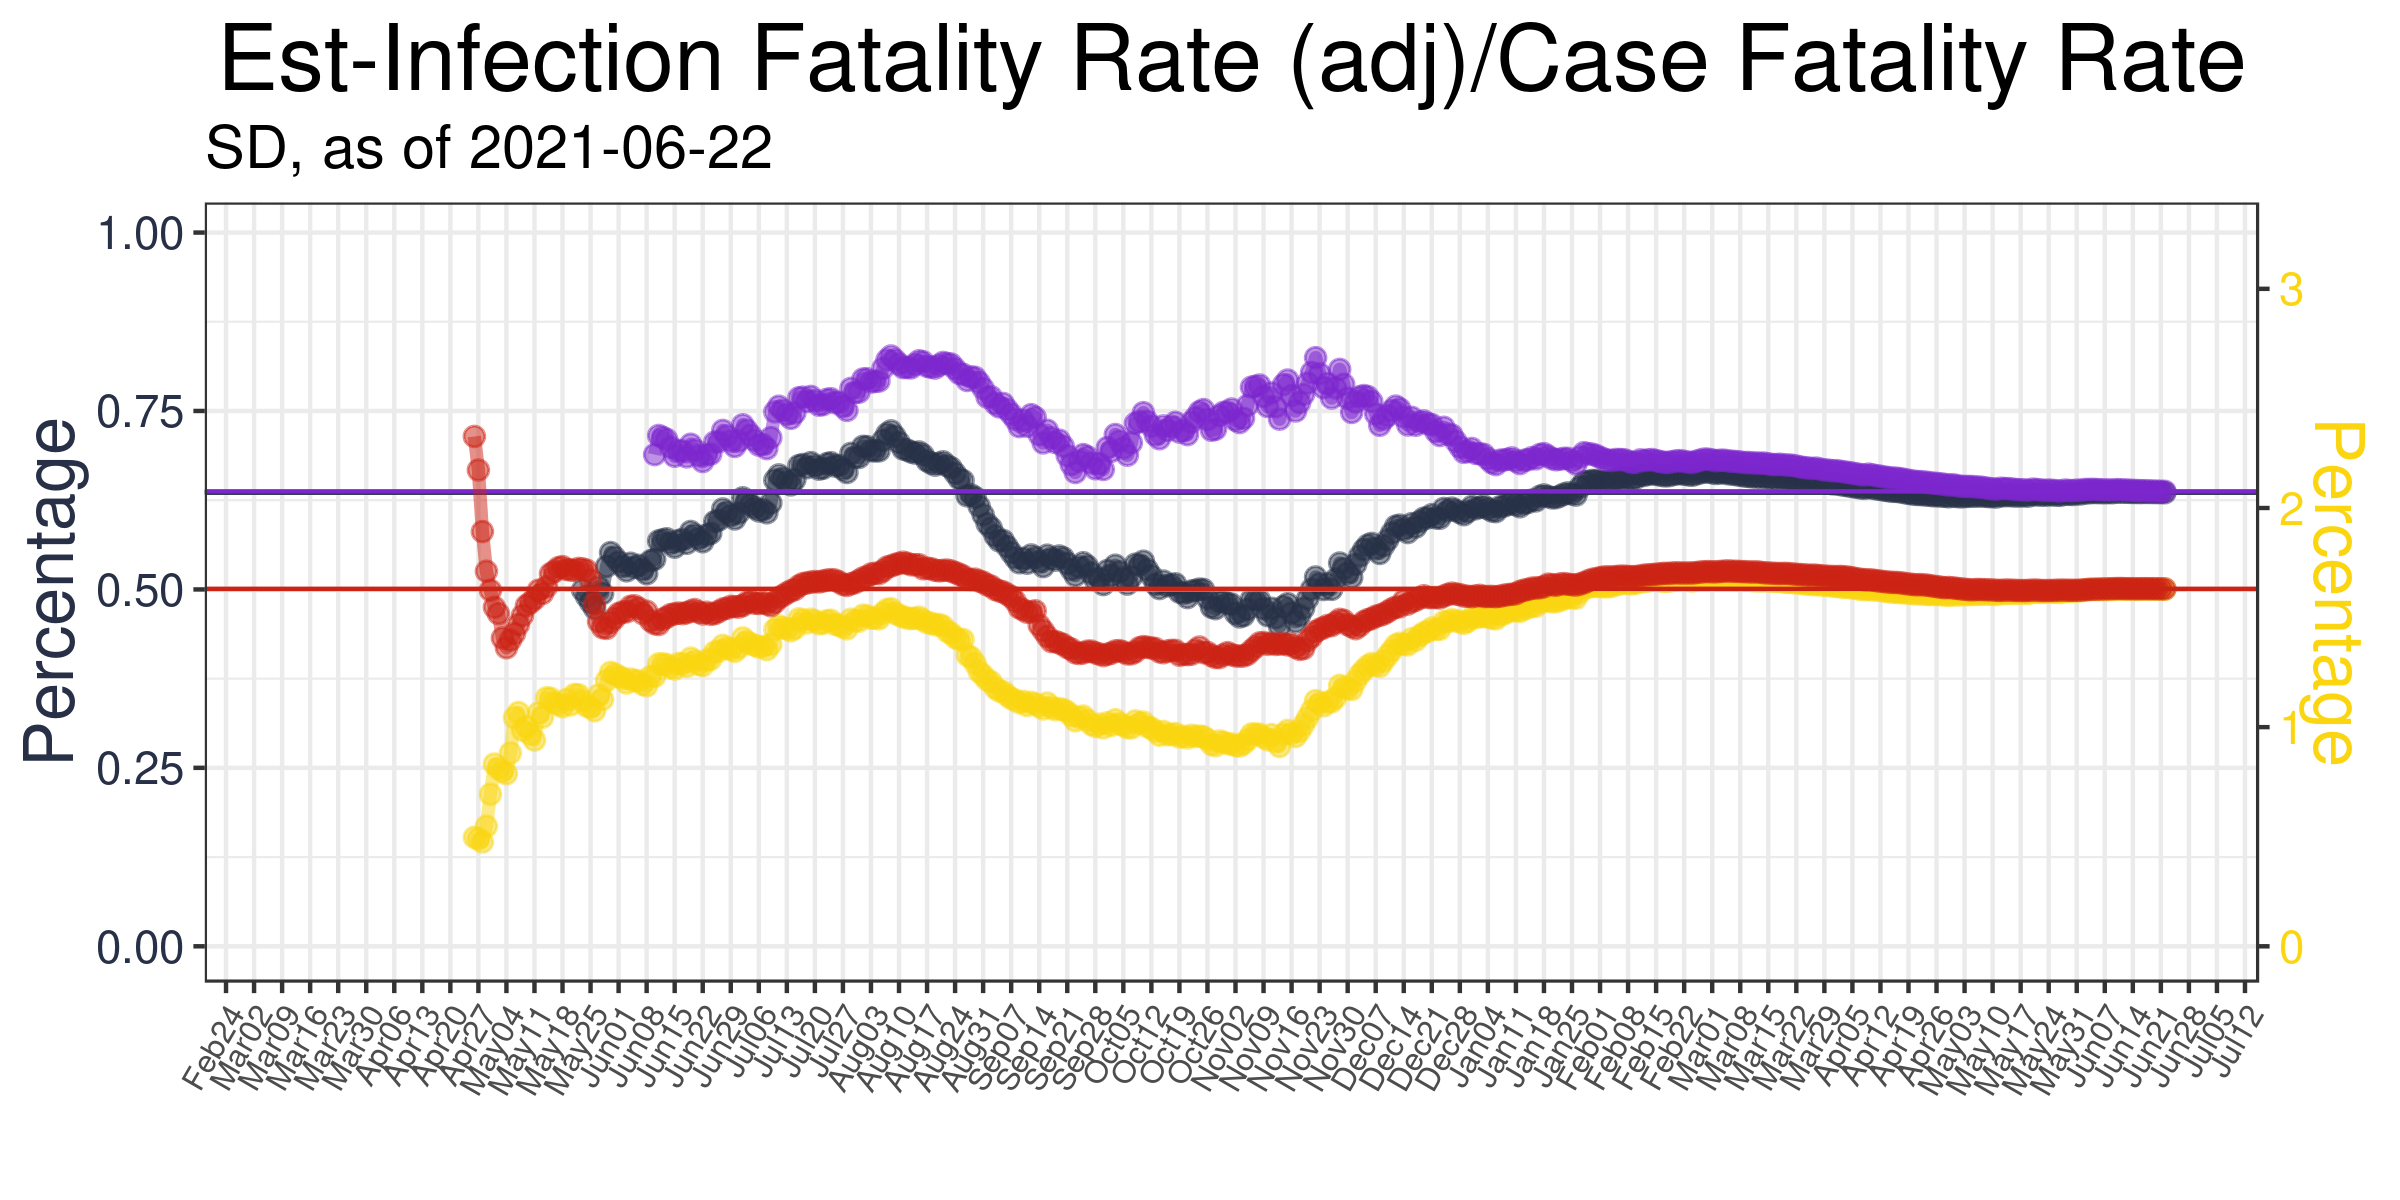 Est-Infection Fatality Rate (adj)/Case Fatality Rate
SD, as of 2021-06-22
Percentage
1.00
0.75
0.50
0.25
0.00
3
2
1
0
Percentage
Feb24
Mar02
Mar09
Mar16
Mar23
Mar30
Apr06
Apr13
Apr20
Apr27
May04
May11
May18
May25
Jun01
Jun08
Jun15
Jun22
Jun29
Jul06
Jul13
Jul20
Jul27
Aug03
Aug10
Aug17
Aug24
Aug31
Sep07
Sep14
Sep21
Sep28
Oct05
Oct12
Oct19
Oct26
Nov02
Nov09
Nov16
Nov23
Nov30
Dec07
Dec14
Dec21
Dec28
Jan04
Jan11
Jan18
Jan25
Feb01
Feb08
Feb15
Feb22
Mar01
Mar08
Mar15
Mar22
Mar29
Apr05
Apr12
Apr19
Apr26
May03
May10
May17
May24
May31
Jun07
Jun14
Jun21
Jun28
Jul05
Jul12